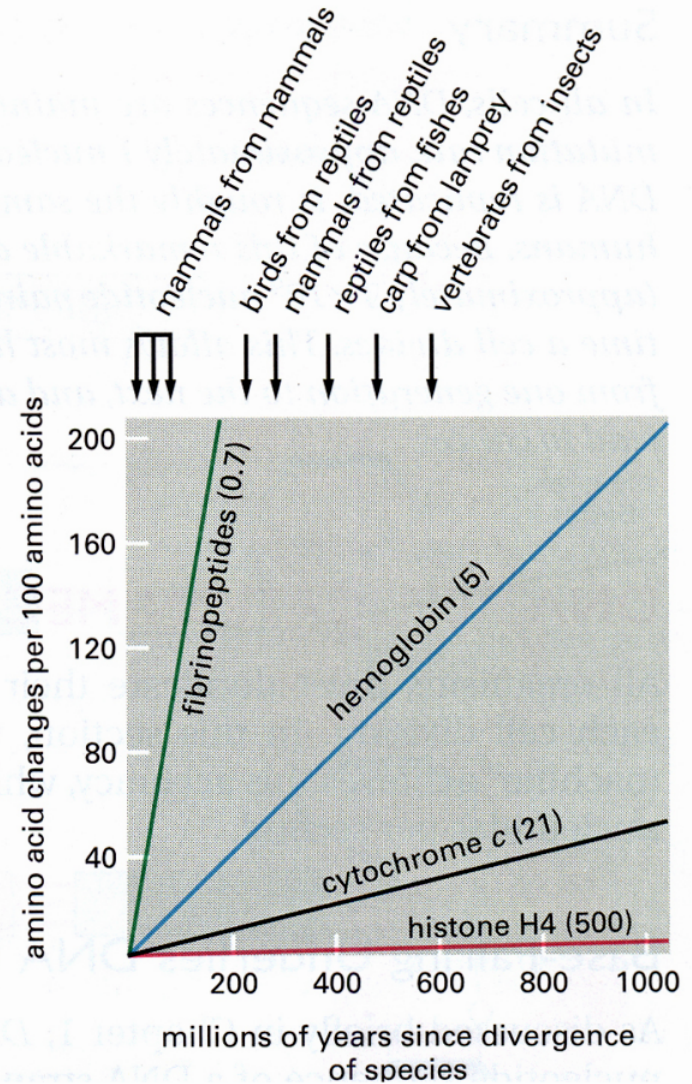 mammals from mammals
birds from reptiles
mammals from reptiles
reptiles from fishes
carp from lamprey
vertebrates from insects
amino acid changes per 100 amino acids
200
160
120
80
40
fibrinopeptides (0.7)
hemoglobin (5)
cytochrome c (21)
histone H4 (500)
200 400 600 800 1000
millions of years since divergence
of species